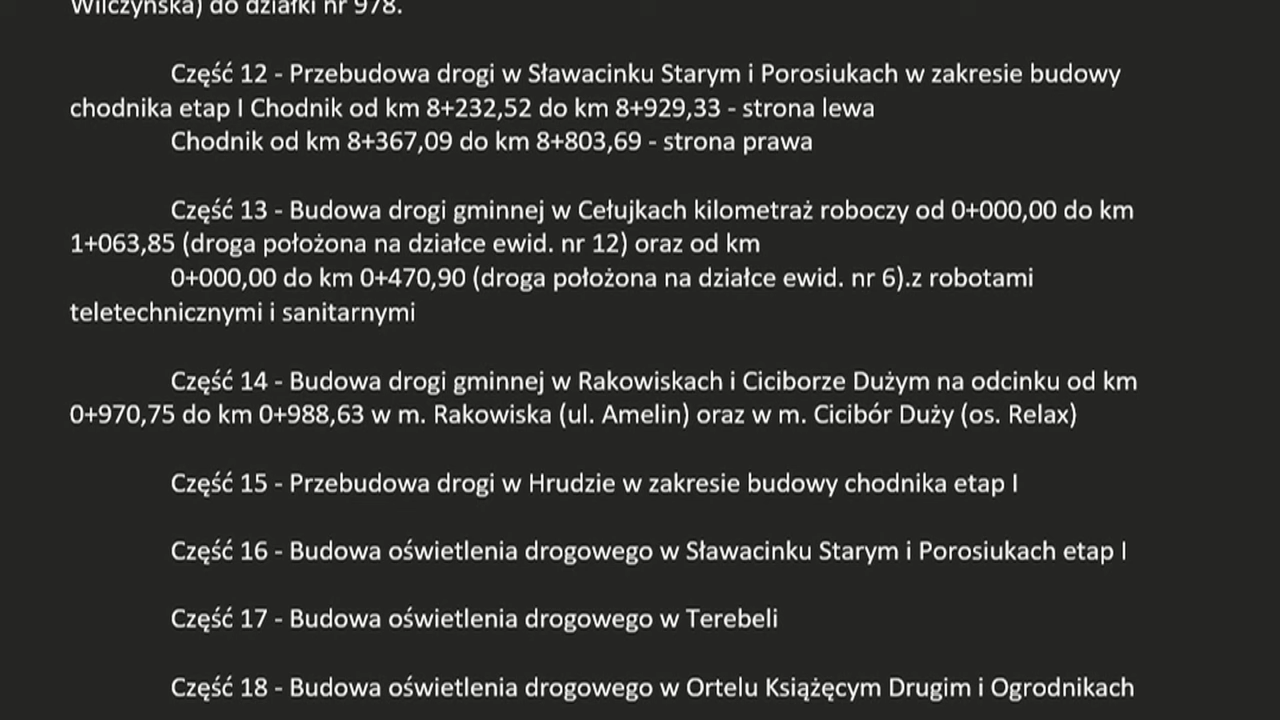 Wilczyńska) do działki nr 978.
Część 12 - Przebudowa drogi w Sławacinku Starym i Porosiukach w zakresie budowy
chodnika etap I Chodnik od km 8+232,52 do km 8+929,33 - strona lewa
Chodnik od km 8+367,09 do km 8+803,69 - strona prawa
Część 13 - Budowa drogi gminnej w Cełujkach kilometraż roboczy od 0+000,00 do km
1+063,85 (droga położona na działce ewid. nr 12) oraz od km
0+000,00 do km 0+470,90 (droga położona na działce ewid. nr 6).z robotami
teletechnicznymi i sanitarnymi
Część 14 - Budowa drogi gminnej w Rakowiskach i Ciciborze Dużym na odcinku od km
0+970,75 do km 0+988,63 w m. Rakowiska (ul. Amelin) oraz w m. Cicibór Duży (os. Relax)
Część 15 - Przebudowa drogi w Hrudzie w zakresie budowy chodnika etap I
Część 16 - Budowa oświetlenia drogowego w Sławacinku Starym i Porosiukach etap I
Część 17 - Budowa oświetlenia drogowego w Terebeli
Część 18 - Budowa oświetlenia drogowego w Ortelu Książęcym Drugim i Ogrodnikach